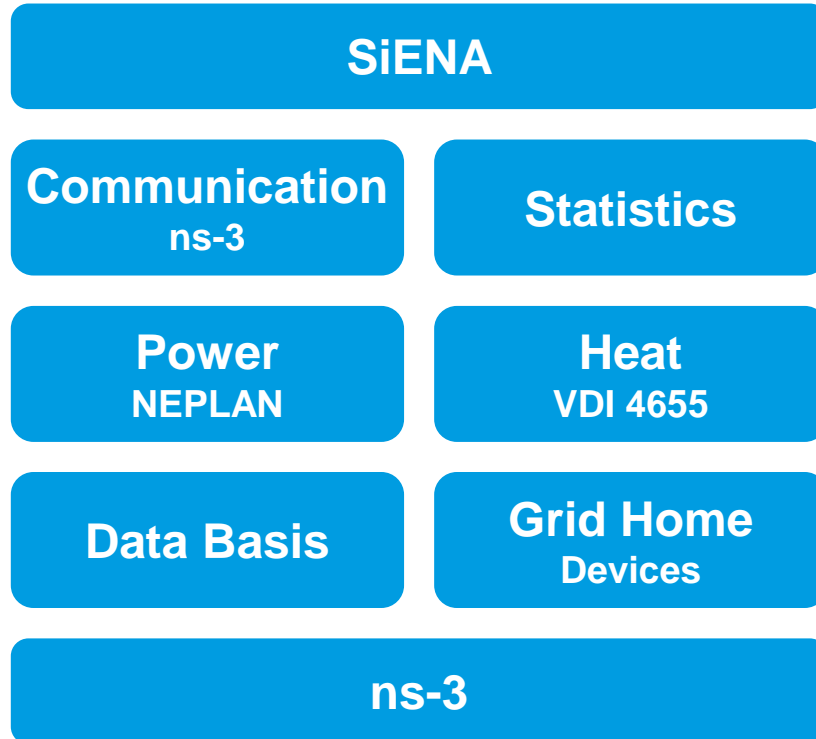 SiENA
Communication
ns-3
Statistics
Power
NEPLAN
Heat
VDI 4655
Data Basis
Grid Home
Devices
ns-3